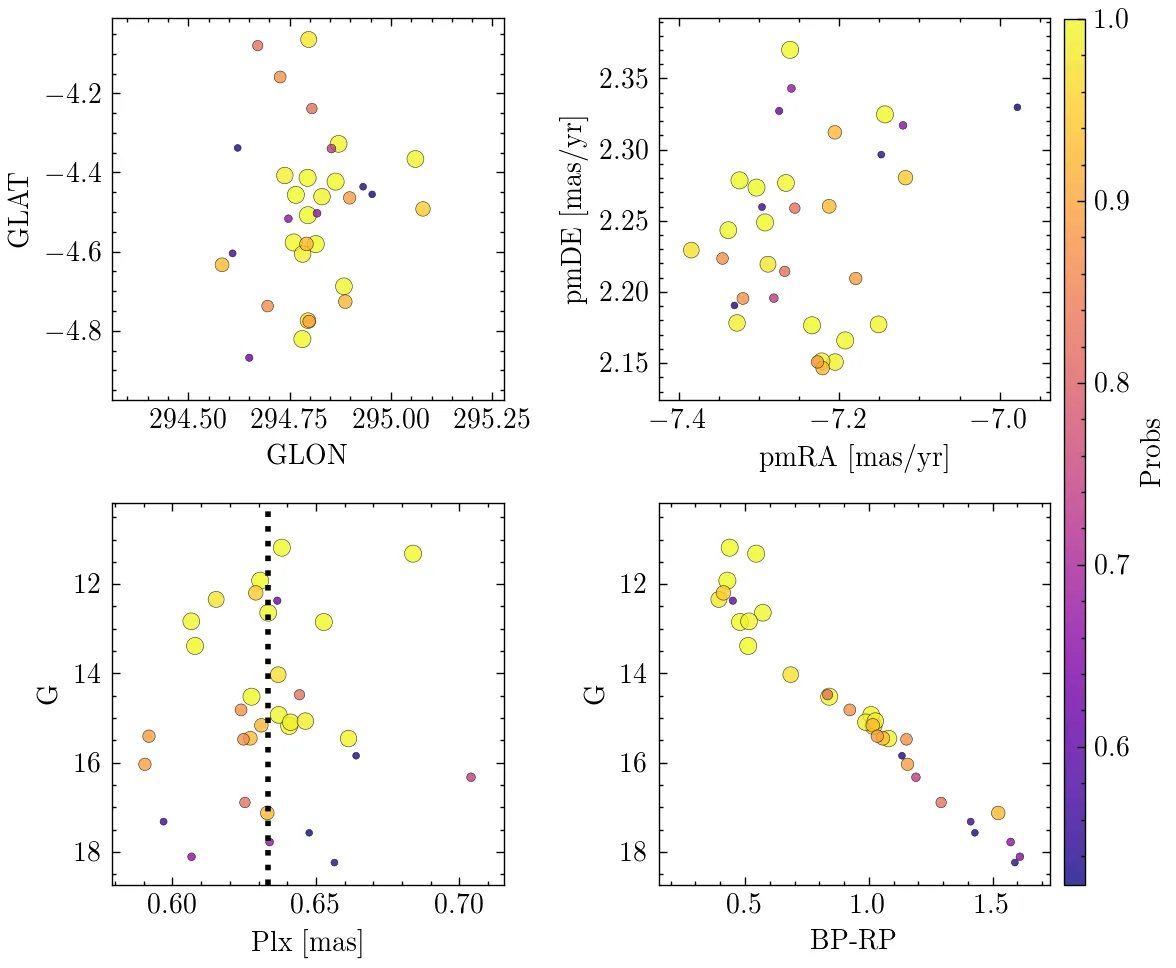 −4.2
−4.4
−4.6
−4.8
GLAT
294.50 294.75 295.00 295.25
GLON
2.35
2.30
2.25
2.20
2.15
pmDE [mas/yr]
−7.4 −7.2 −7.0
pmRA [mas/yr]
1.0
0.9
0.8
0.7
0.6
Probs
12
14
16
18
G
0.60 0.65 0.70
Plx [mas]
12
14
16
18
G
0.5 1.0 1.5
BP-RP